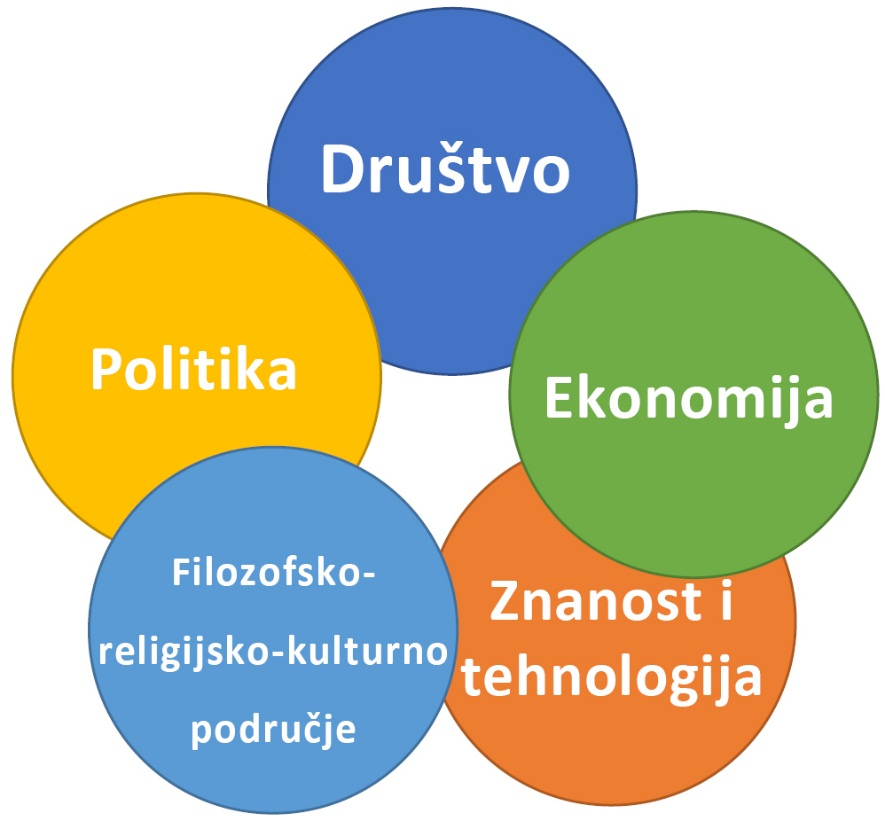 Društvo
Politika
Ekonomija
Filozofsko-
religijsko-kulturno
područje
Znanost i
tehnologija